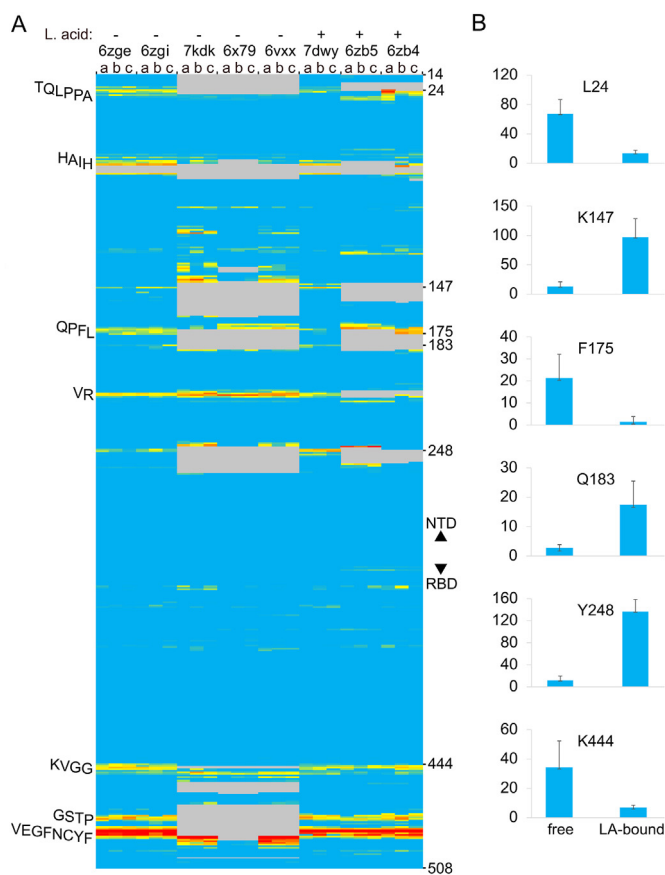 A
L. acid: - - - - - + + +
6zge 6zgi 7kdk 6x79 6vxx 7dwy 6zb5 6zb4
a b c a b c a b c a b c a b c a b c a b c a b c
14
TQLPPA
24
HAIH
147
QPFL
175
183
VR
248
NTD
RBD
KVGG
444
GSTP
VEGFNCYF
508
B
L24
120
80
40
0
K147
150
100
50
0
F175
40
30
20
10
0
Q183
30
20
10
0
Y248
160
120
80
40
0
K444
60
40
20
0
free LA-bound